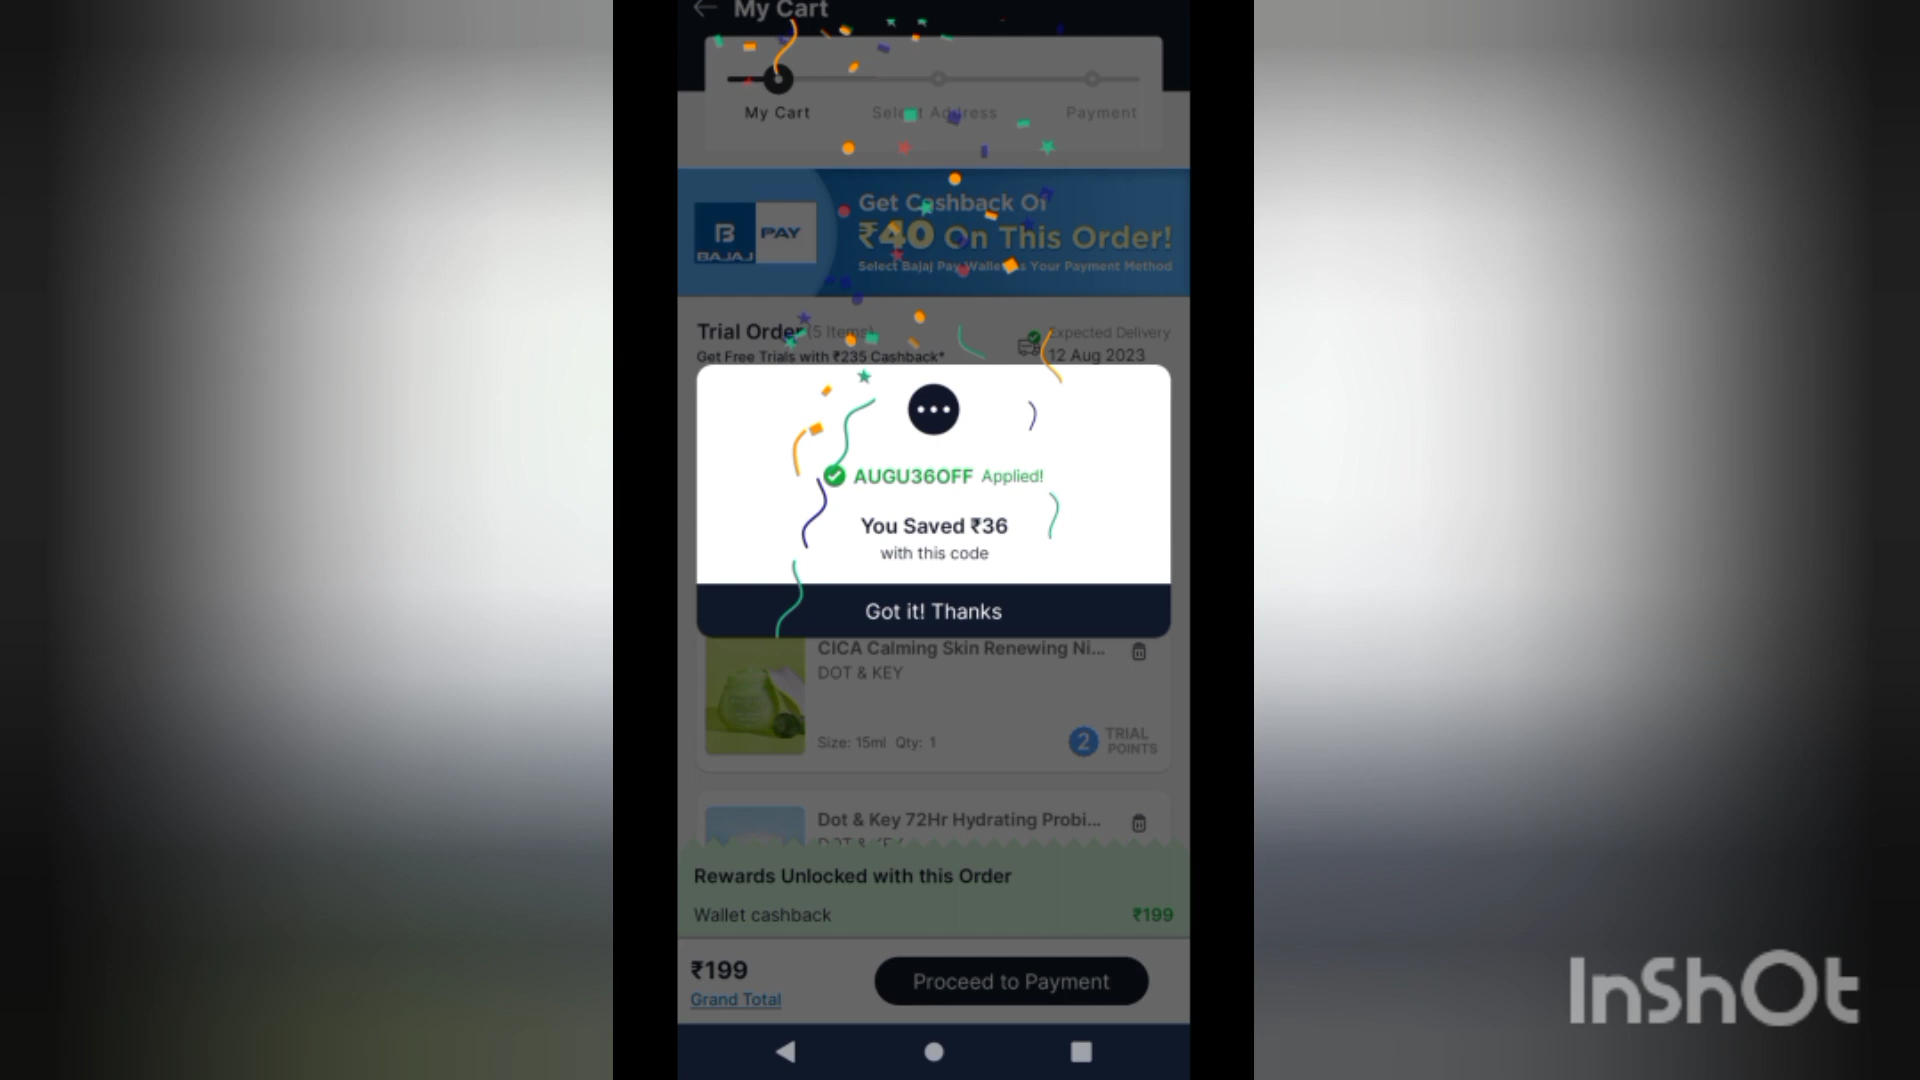 My Cart
My Cart
Select Address
Payment
B
BAJAJ
PAY
Get Cashback Of
₹40 On This Order!
Select Bajaj Pay Wallet As Your Payment Method
Trial Order (5 Items)
Get Free Trials with ₹235 Cashback*
Expected Delivery
12 Aug 2023
AUGU36OFF Applied!
You Saved ₹36
with this code
Got it! Thanks
CICA Calming Skin Renewing Ni...
DOT & KEY
Size: 15ml Qty: 1
2 TRIAL
POINTS
Dot & Key 72Hr Hydrating Probi...
DOT & KEY
Rewards Unlocked with this Order
Wallet cashback
₹199
₹199
Grand Total
Proceed to Payment
InShOt